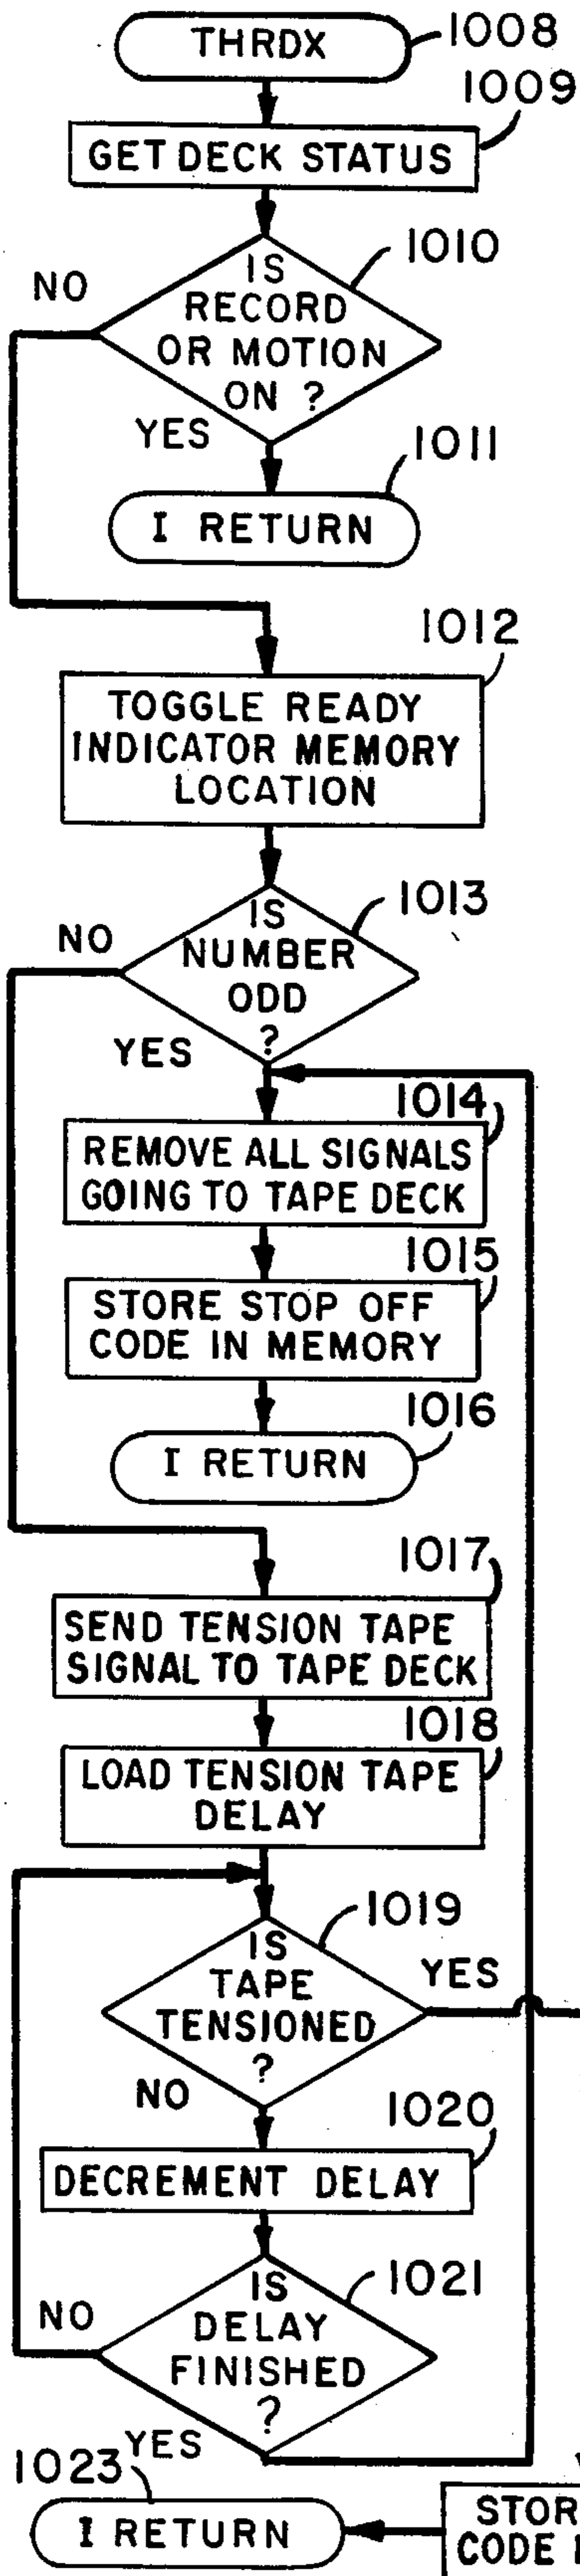 THRDX
1008
1009
GET DECK STATUS
1010
NO
IS
RECORD
OR MOTION
ON ?
YES
1011
I RETURN
1012
TOGGLE READY
INDICATOR MEMORY
LOCATION
1013
NO
IS
NUMBER
ODD
?
YES
1014
REMOVE ALL SIGNALS
GOING TO TAPE DECK
1015
STORE STOP OFF
CODE IN MEMORY
1016
I RETURN
1017
SEND TENSION TAPE
SIGNAL TO TAPE DECK
1018
LOAD TENSION TAPE
DELAY
1019
IS
TAPE
TENSIONED
?
YES
NO
1020
DECREMENT DELAY
1021
IS
DELAY
FINISHED
?
NO
YES
1023
I RETURN
STOR
CODE